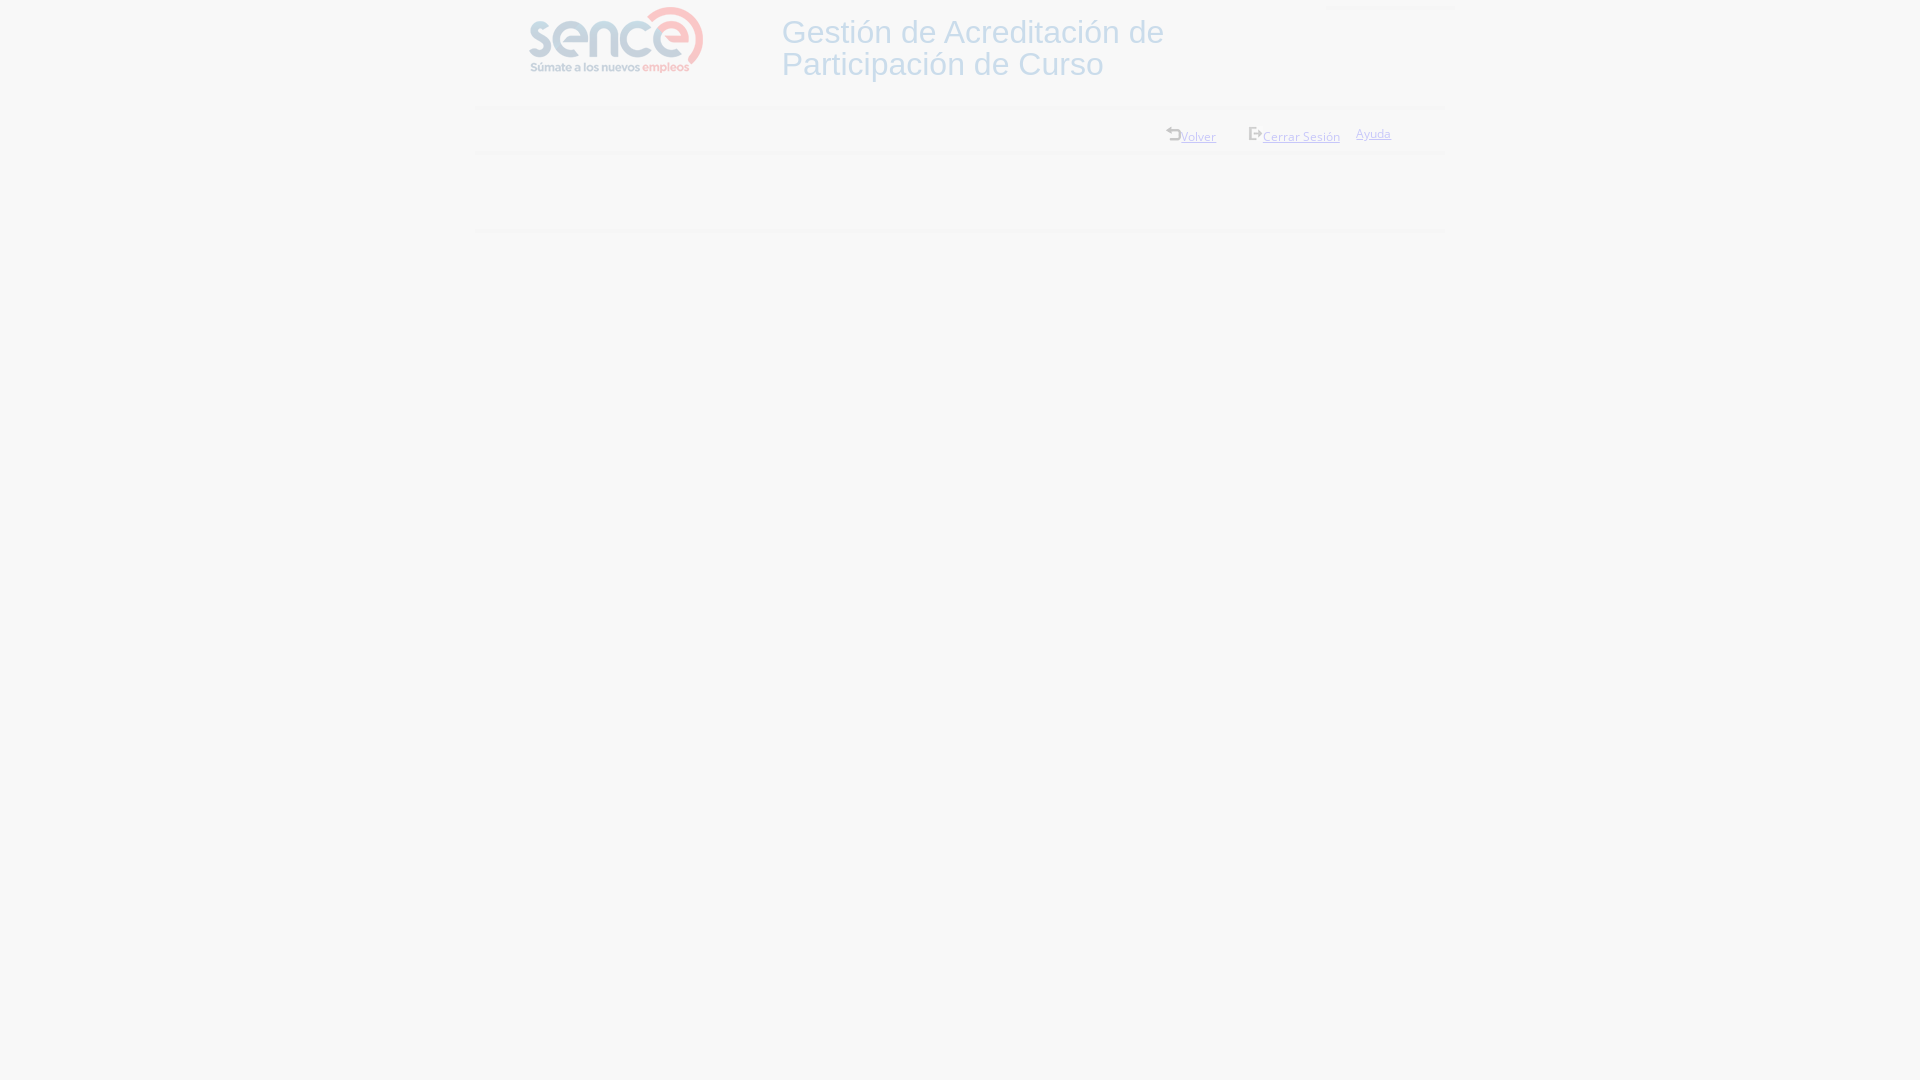 sence
Súmate a los nuevos empleos
Gestión de Acreditación de
Participación de Curso
Volver
Cerrar Sesión
Ayuda